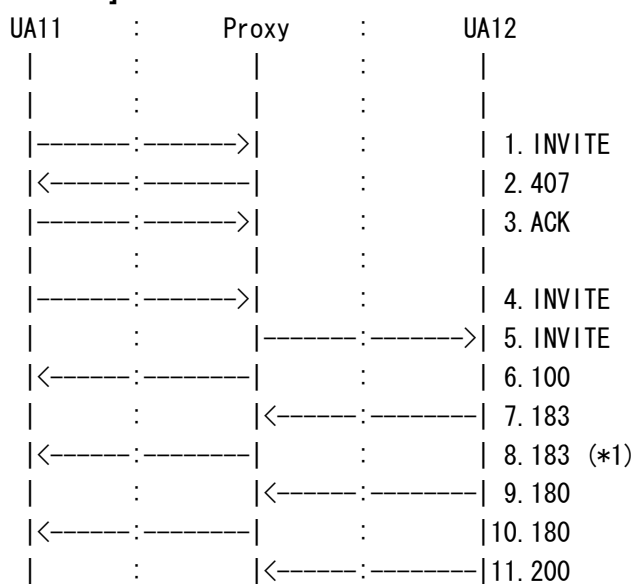 ]
UA11 : Proxy : UA12
| : | : |
| : | : |
|------:------->| : | 1. INVITE
|<------:-------| : | 2. 407
|------:------->| : | 3. ACK
| : | : |
|------:------->| : | 4. INVITE
| : |------:------->| 5. INVITE
|<------:-------| : | 6. 100
| : |<------:-------| 7. 183
|<------:-------| : | 8. 183 (*1)
| : |<------:-------| 9. 180
|<------:-------| : |10. 180
| : |<------:-------|11. 200